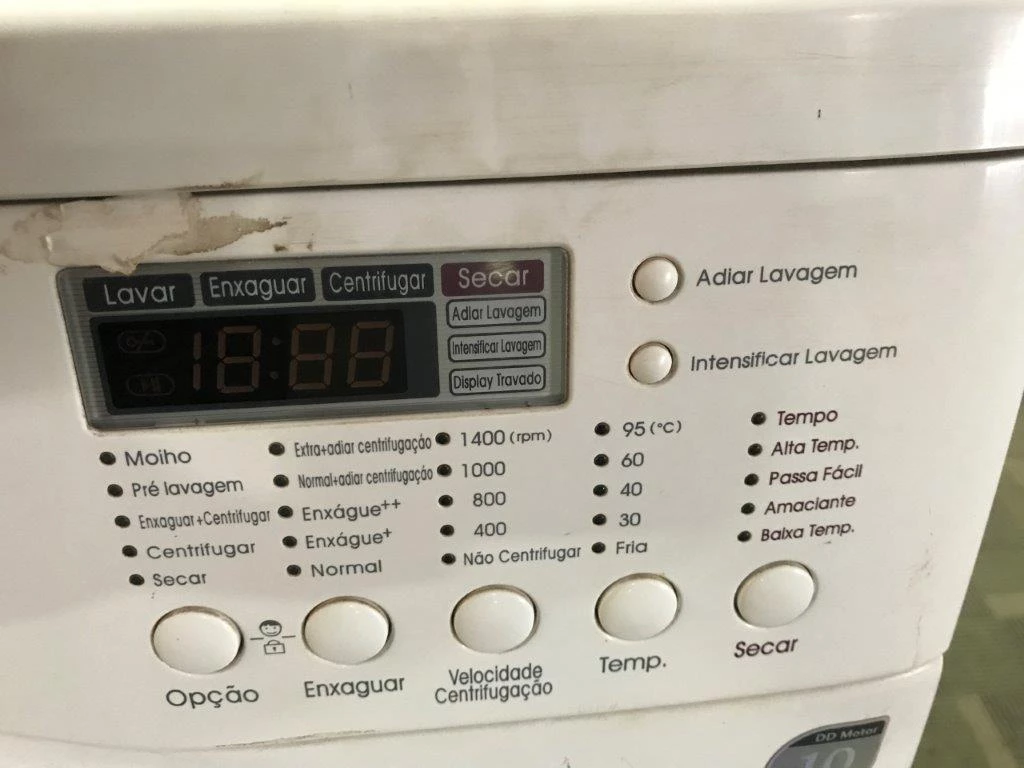 Lavar Enxaguar Centrifugar Secar
Adiar Lavagem
Intensificar Lavagem
Display Travado
18:88
Adiar Lavagem
Intensificar Lavagem
Molho
Pré lavagem
Enxaguar+Centrifugar
Centrifugar
Secar
Extra+adiar centrifugação
Normal+adiar centrifugação
Enxágue++
Enxágue+
Normal
1400 (rpm)
1000
800
400
Não Centrifugar
95 (°C)
60
40
30
Fria
Tempo
Alta Temp.
Passa Fácil
Amaciante
Baixa Temp.
Opção
Enxaguar
Velocidade
Centrifugação
Temp.
Secar
DD Motor
10